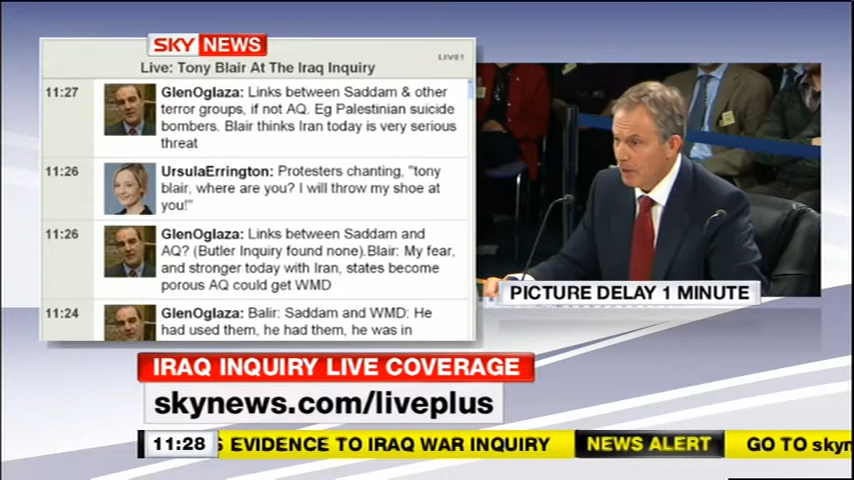 SKY NEWS
LIVE!
Live: Tony Blair At The Iraq Inquiry
11:27
GlenOglaza: Links between Saddam & other
terror groups, if not AQ. Eg Palestinian suicide
bombers. Blair thinks Iran today is very serious
threat
11:26
UrsulaErrington: Protesters chanting, "tony
blair, where are you? I will throw my shoe at
you!"
11:26
GlenOglaza: Links between Saddam and
AQ? (Butler Inquiry found none).Blair: My fear,
and stronger today with Iran, states become
porous AQ could get WMD
11:24
GlenOglaza: Balir: Saddam and WMD: He
had used them, he had them, he was in
PICTURE DELAY 1 MINUTE
IRAQ INQUIRY LIVE COVERAGE
skynews.com/liveplus
11:28 S EVIDENCE TO IRAQ WAR INQUIRY NEWS ALERT GO TO skyn